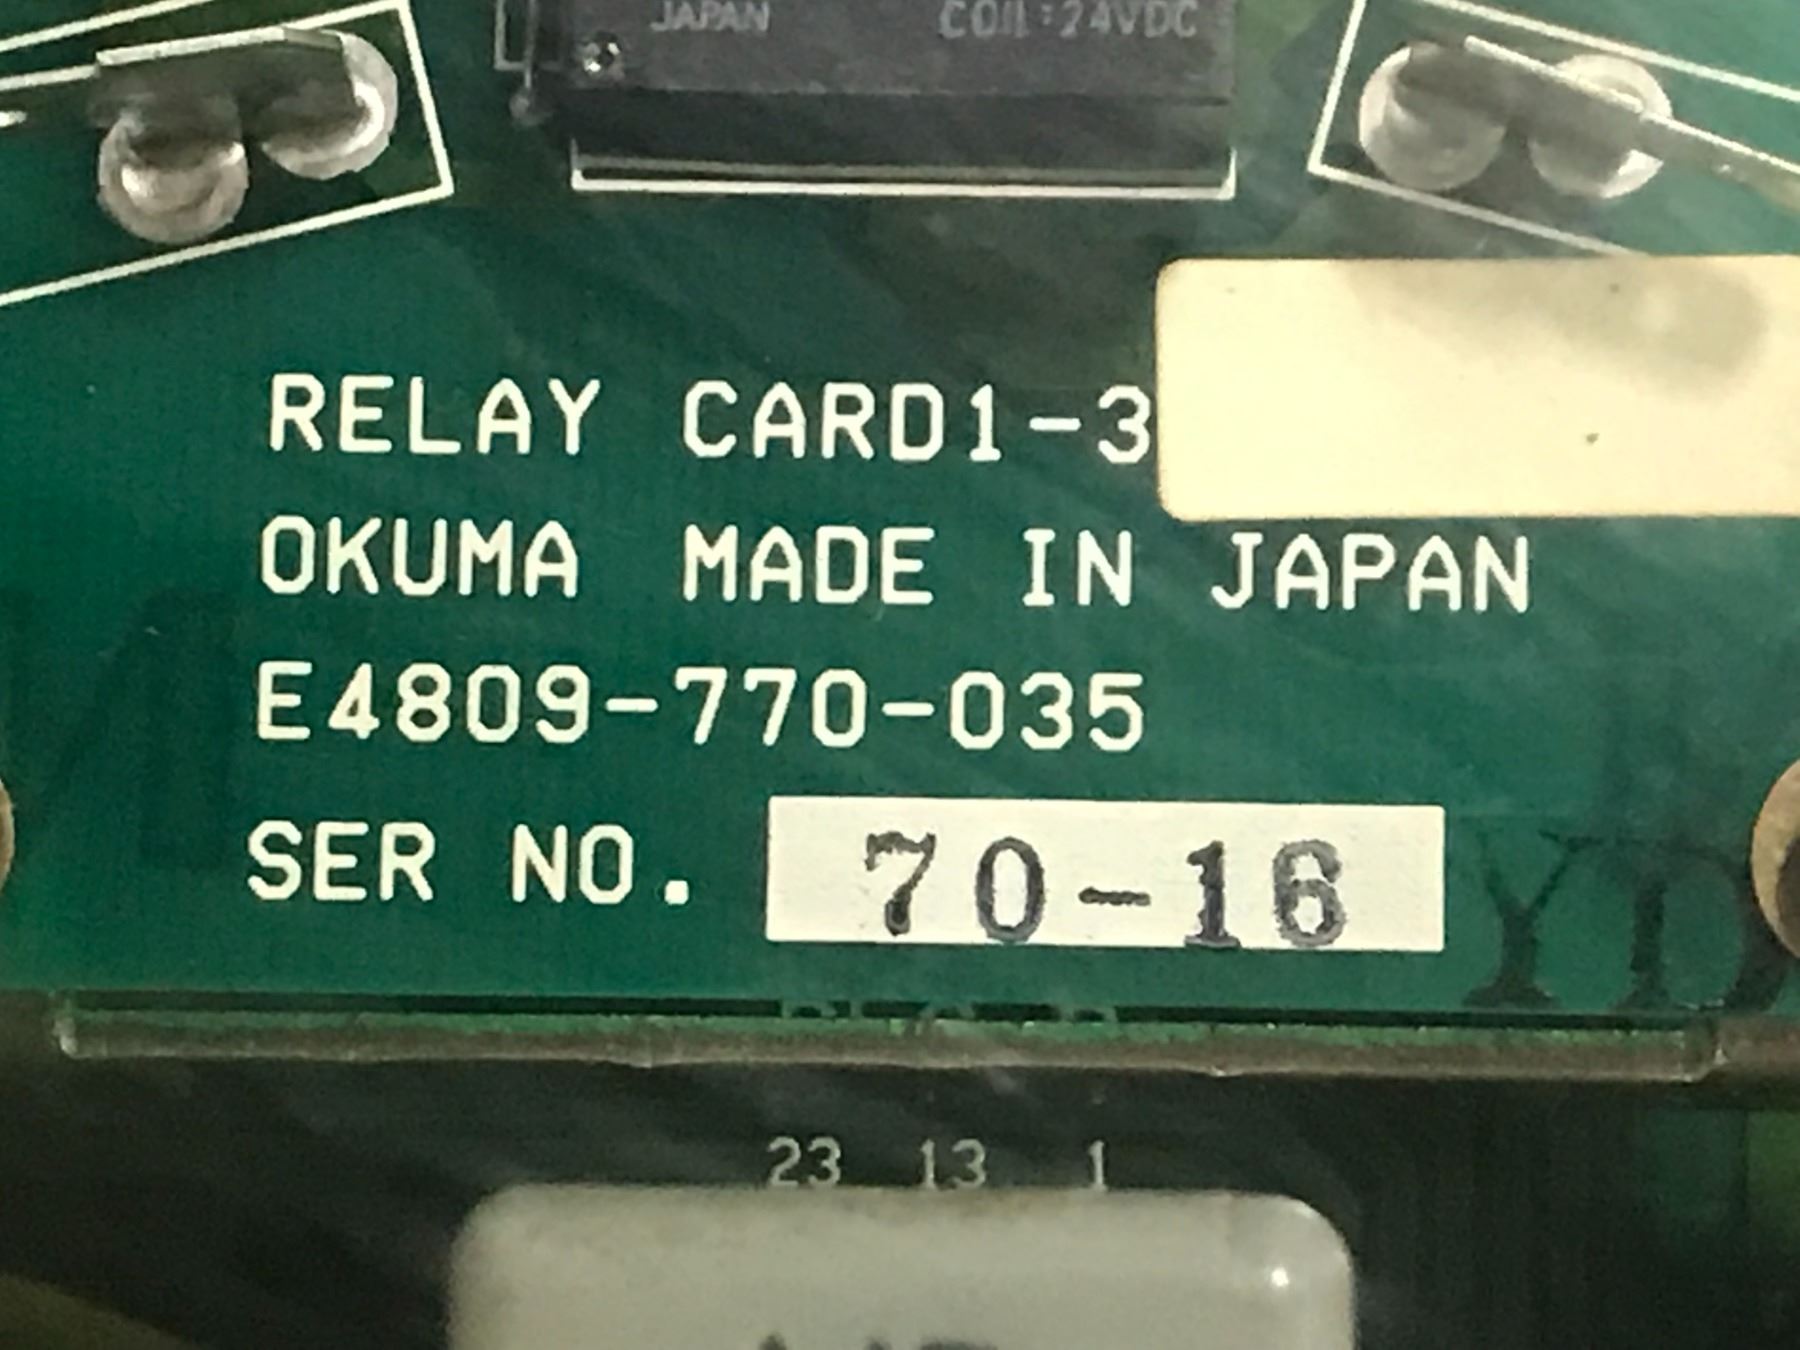 JAPAN COIL:24VDC
RELAY CARD1-3
OKUMA MADE IN JAPAN
E4809-770-035
SER NO. 70-16
YD
23 13 1